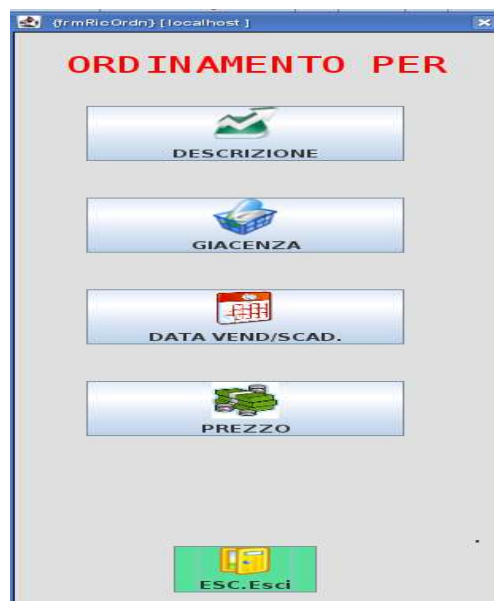 {frmRicOrdn} [localhost]
ORDINAMENTO PER
DESCRIZIONE
GIACENZA
DATA VEND/SCAD.
PREZZO
ESC.Esci